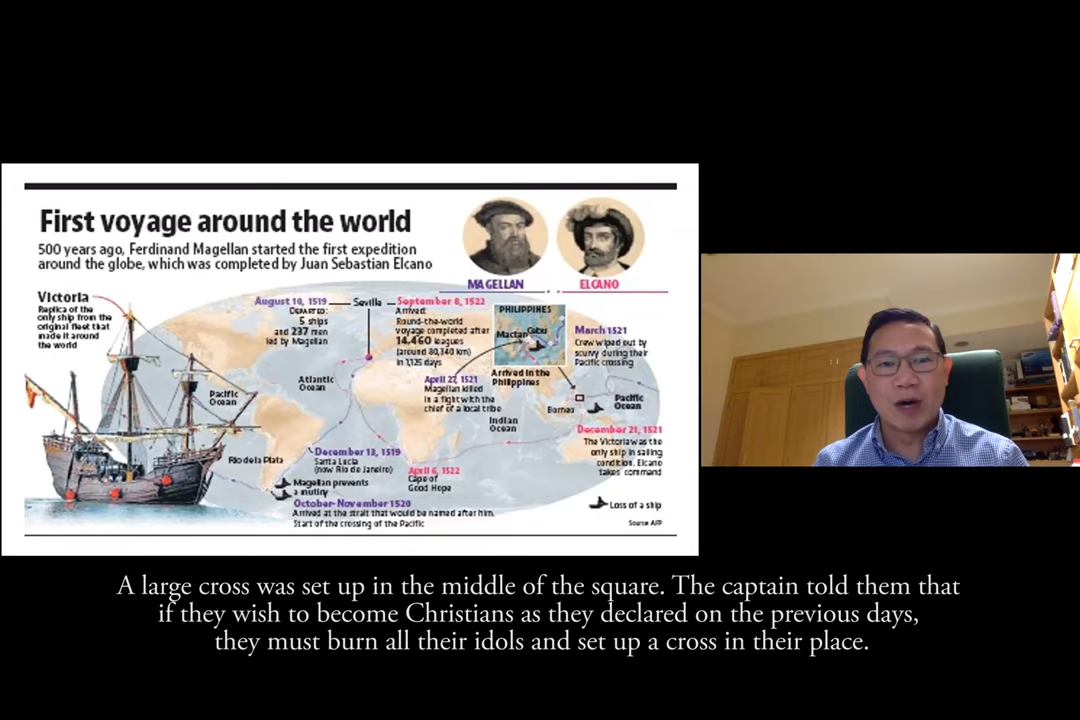 First voyage around the world
500 years ago, Ferdinand Magellan started the first expedition
around the globe, which was completed by Juan Sebastian Elcano
MAGELLAN
ELCANO
Victoria
Replica of the
only ship from the
original fleet that
made it around
the world
August 10, 1519
DEPARTED:
5 ships
and 237 men
led by Magellan
Seville
September 8, 1522
Arrived:
Round-the-world
voyage completed after
14,460 leagues
(around 80,340 km)
in 1,125 days
PHILIPPINES
Mactan
Cebu
Arrived in the
Philippines
March 1521
Crew wiped out by
scurvy during their
Pacific crossing
April 27, 1521
Magellan killed
in a fight with the
chief of a local tribe
Atlantic
Ocean
Pacific
Ocean
Indian
Ocean
Borneo
Pacific
Ocean
December 21, 1521
The Victoria was the
only ship in sailing
condition. Elcano
takes command
Rio de la Plata
December 13, 1519
Santa Lucia
(now Rio de Janeiro)
April 6, 1522
Cape of
Good Hope
Magellan prevents
a mutiny
October-November 1520
Arrived at the strait that would be named after him.
Start of the crossing of the Pacific
Loss of a ship
Source: AFP
A large cross was set up in the middle of the square. The captain told them that
if they wish to become Christians as they declared on the previous days,
they must burn all their idols and set up a cross in their place.